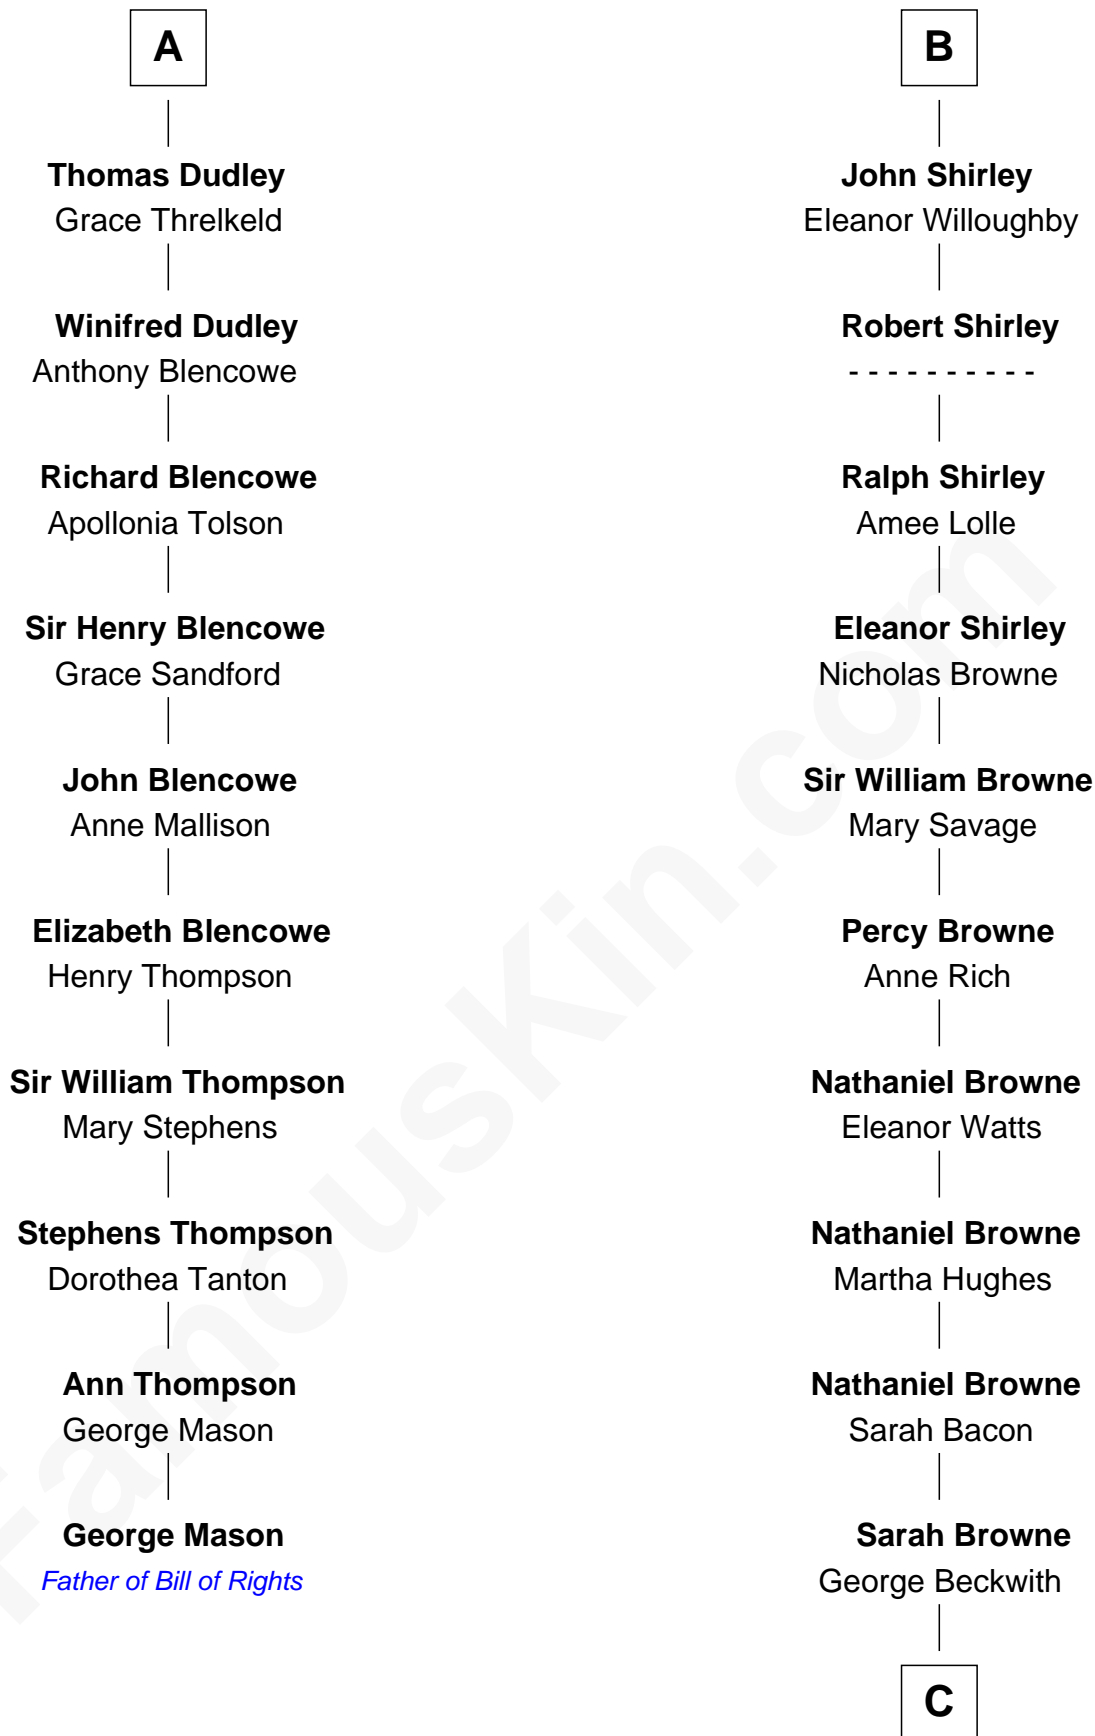 A
Thomas Dudley
Grace Threlkeld
Winifred Dudley
Anthony Blencowe
Richard Blencowe
Apollonia Tolson
Sir Henry Blencowe
Grace Sandford
John Blencowe
Anne Mallison
Elizabeth Blencowe
Henry Thompson
Sir William Thompson
Mary Stephens
Stephens Thompson
Dorothea Tanton
Ann Thompson
George Mason
George Mason
Father of Bill of Rights
B
John Shirley
Eleanor Willoughby
Robert Shirley
- - - - - - - - - -
Ralph Shirley
Amee Lolle
Eleanor Shirley
Nicholas Browne
Sir William Browne
Mary Savage
Percy Browne
Anne Rich
Nathaniel Browne
Eleanor Watts
Nathaniel Browne
Martha Hughes
Nathaniel Browne
Sarah Bacon
Sarah Browne
George Beckwith
C
FamousKin.com